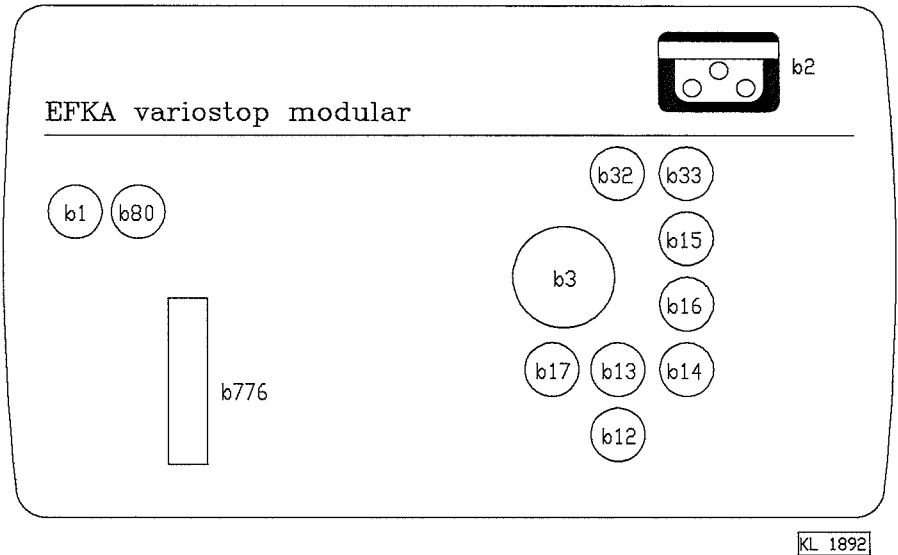 b2
EFKA variostop modular
b32 b33
b1 b80
b15
b3
b16
b17 b13 b14
b776
b12
KL 1892